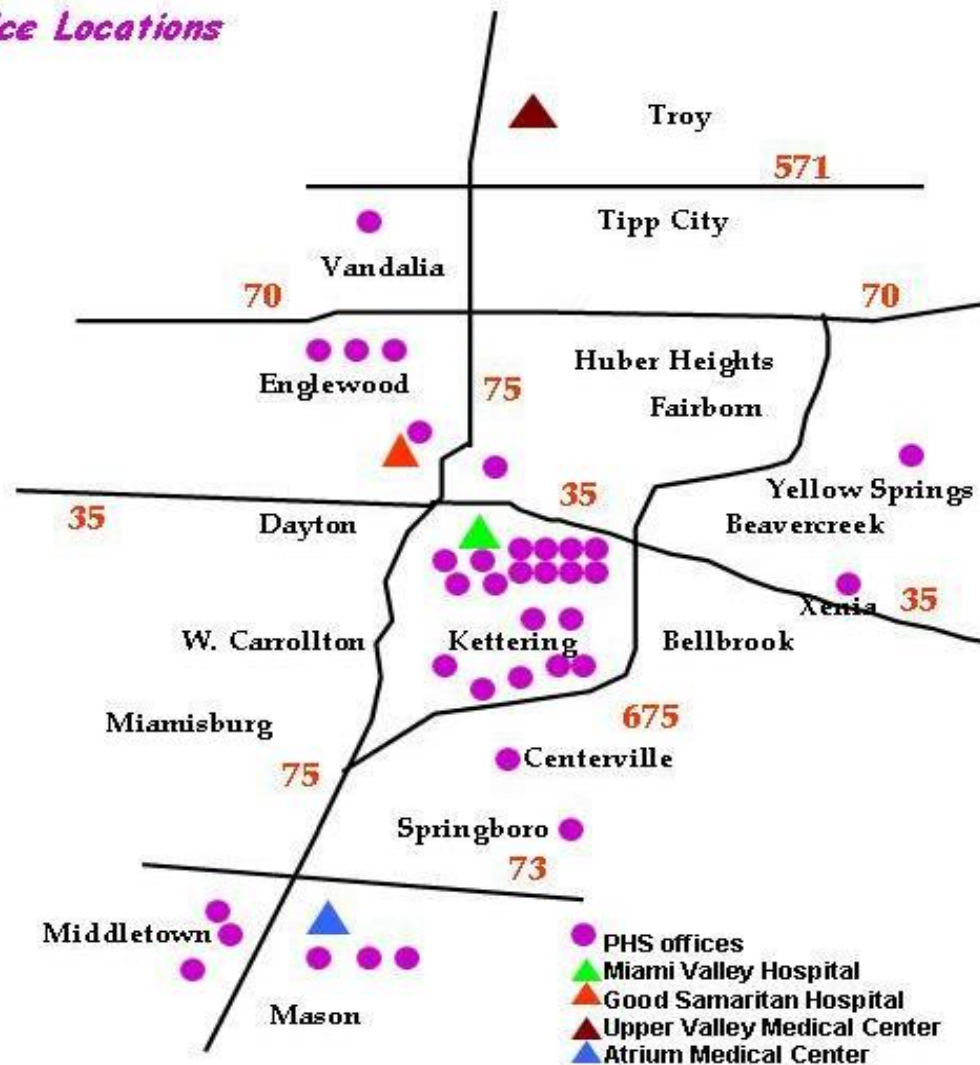 ice Locations
Troy
571
Tipp City
Vandalia
70
70
Huber Heights
Englewood
75
Fairborn
Yellow Springs
35
35
Dayton
Beavercreek
Xenia
35
W. Carrollton
Kettering
Bellbrook
Miamisburg
675
Centerville
75
Springboro
73
Middletown
PHS offices
Miami Valley Hospital
Good Samaritan Hospital
Mason
Upper Valley Medical Center
Atrium Medical Center